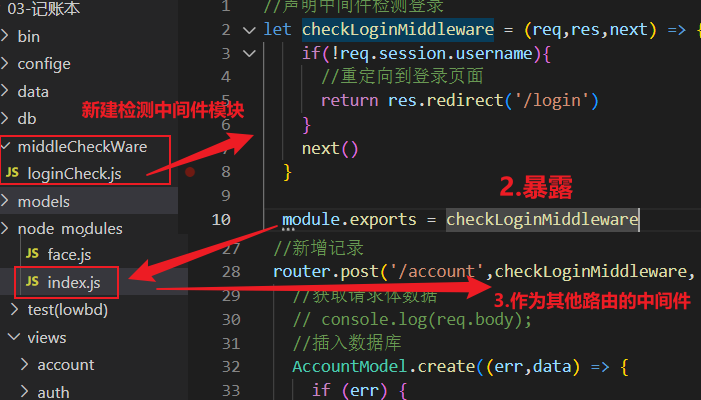 03-记账本
bin
confige
data
db
middleCheckWare
JS loginCheck.js
models
node modules
JS face.js
JS index.js
test(lowbd)
views
account
auth
新建检测中间件模块
1 //声明中间件检测登录
2 let checkLoginMiddleware = (req,res,next) => {
3 if(!req.session.username){
4 //重定向到登录页面
5 return res.redirect('/login')
6 }
7 next()
8 }
9
2.暴露
10 module.exports = checkLoginMiddleware
27 //新增记录
28 router.post('/account',checkLoginMiddleware,
3.作为其他路由的中间件
29 //获取请求体数据
30 // console.log(req.body);
31 //插入数据库
32 AccountModel.create((err,data) => {
33 if (err) {